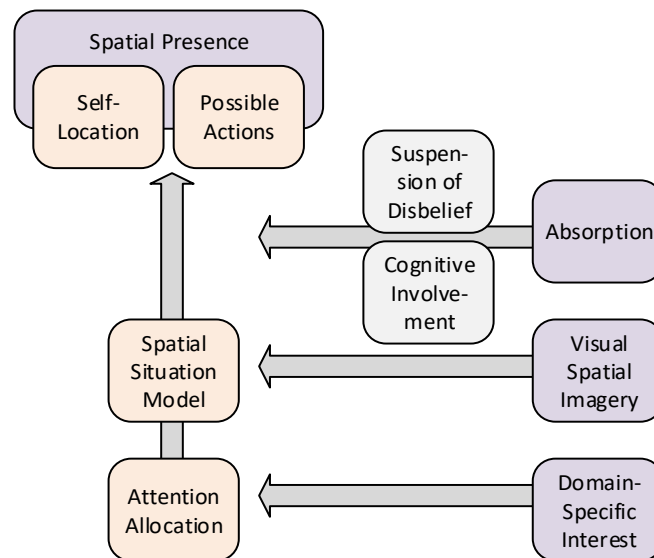 Spatial Presence
Self-
Location
Possible
Actions
Suspen-
sion of
Disbelief
Absorption
Cognitive
Involve-
ment
Spatial
Situation
Model
Visual
Spatial
Imagery
Attention
Allocation
Domain-
Specific
Interest